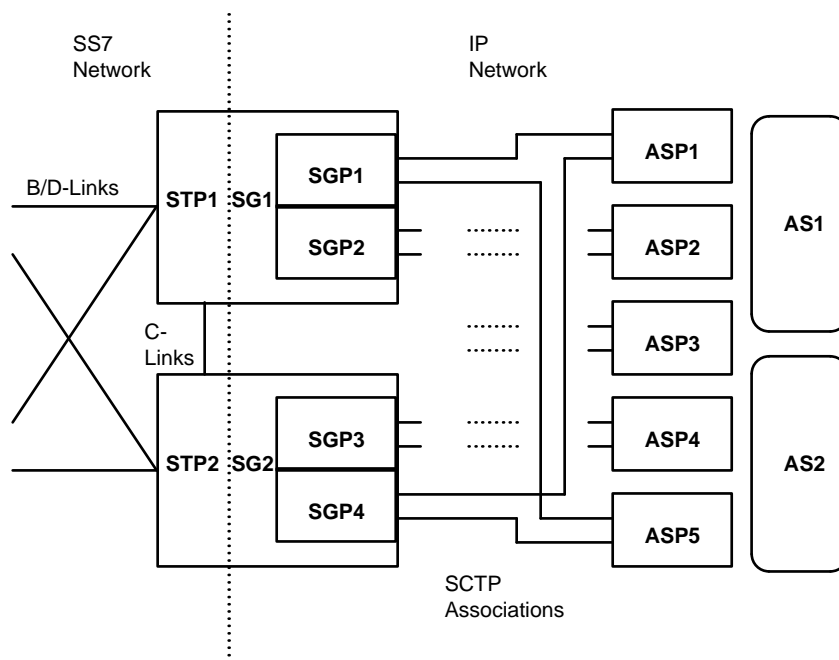 SS7
Network
IP
Network
B/D-Links
STP1
SG1
SGP1
SGP2
ASP1
ASP2
AS1
C-
Links
ASP3
STP2
SG2
SGP3
SGP4
ASP4
ASP5
AS2
SCTP
Associations